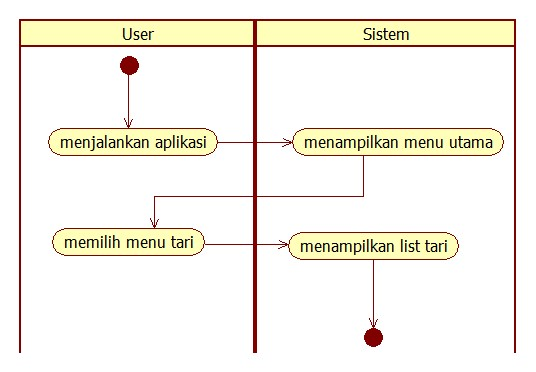 User
Sistem
menjalankan aplikasi
menampilkan menu utama
memilih menu tari
menampilkan list tari